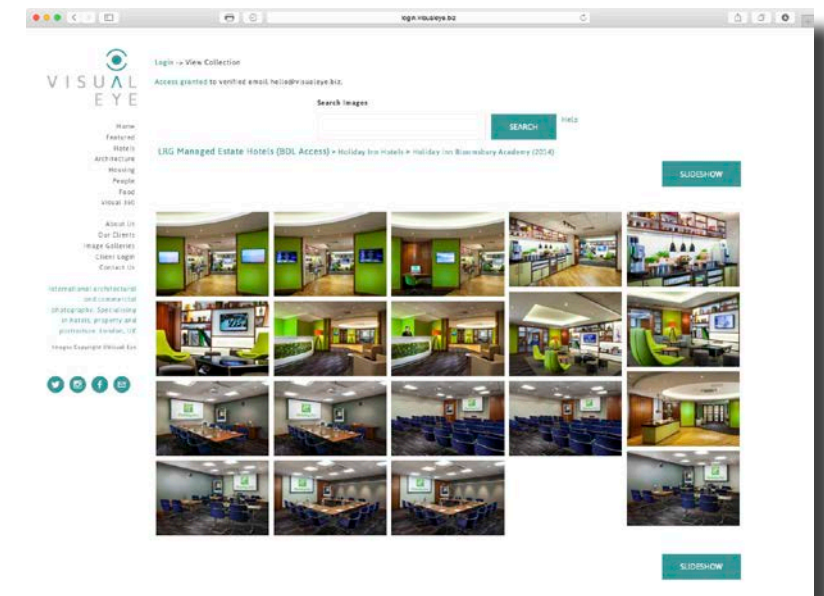 login.visualeye.biz
VISUAL
EYE
Home
Featured
Hotels
Architecture
Housing
People
Food
Visual 360
About Us
Our Clients
Image Galleries
Client Login
Contact Us
International architectural
and commercial
photography. Specialising
in hotels, property and
portraiture. London, UK
Images Copyright ©Visual Eye
Login -> View Collection
Access granted to verified email hello@visualeye.biz.
Search Images
SEARCH
Help
LRG Managed Estate Hotels (BDL Access) > Holiday Inn Hotels > Holiday Inn Bloomsbury Academy (2014)
SLIDESHOW
SLIDESHOW